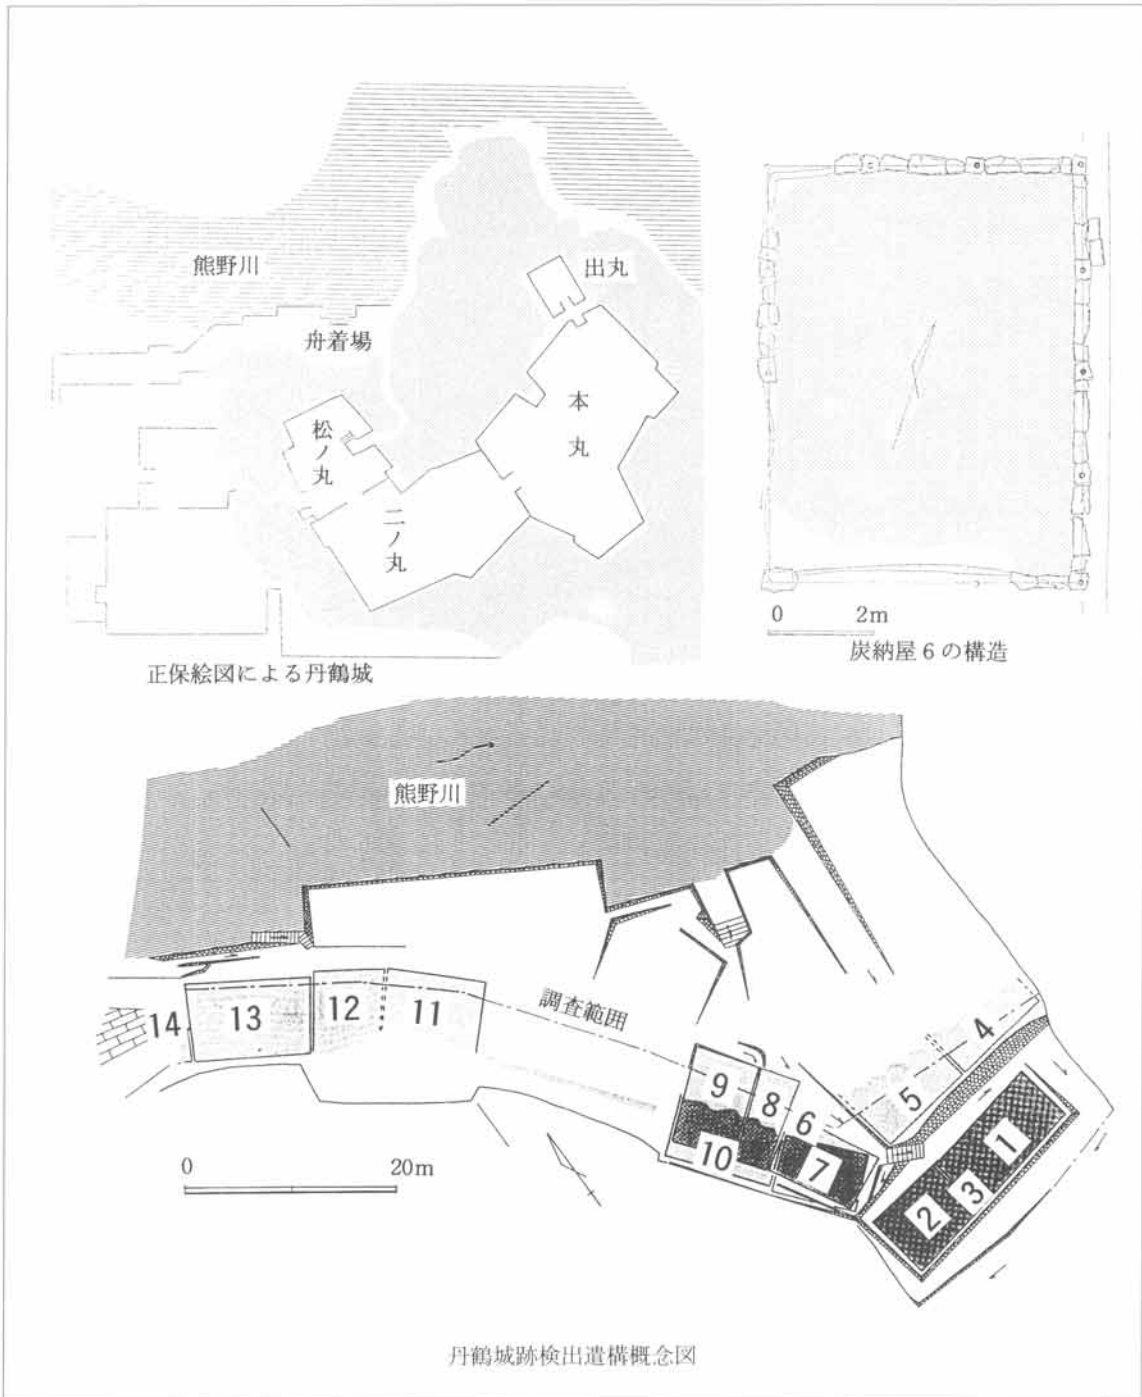 熊野川
出丸
舟着場
本丸
松ノ丸
二ノ丸
正保絵図による丹鶴城
0 2m
炭納屋6の構造
熊野川
調査範囲
14
13
12
11
9
8
6
10
7
5
4
1
3
2
0 20m
丹鶴城跡検出遺構概念図